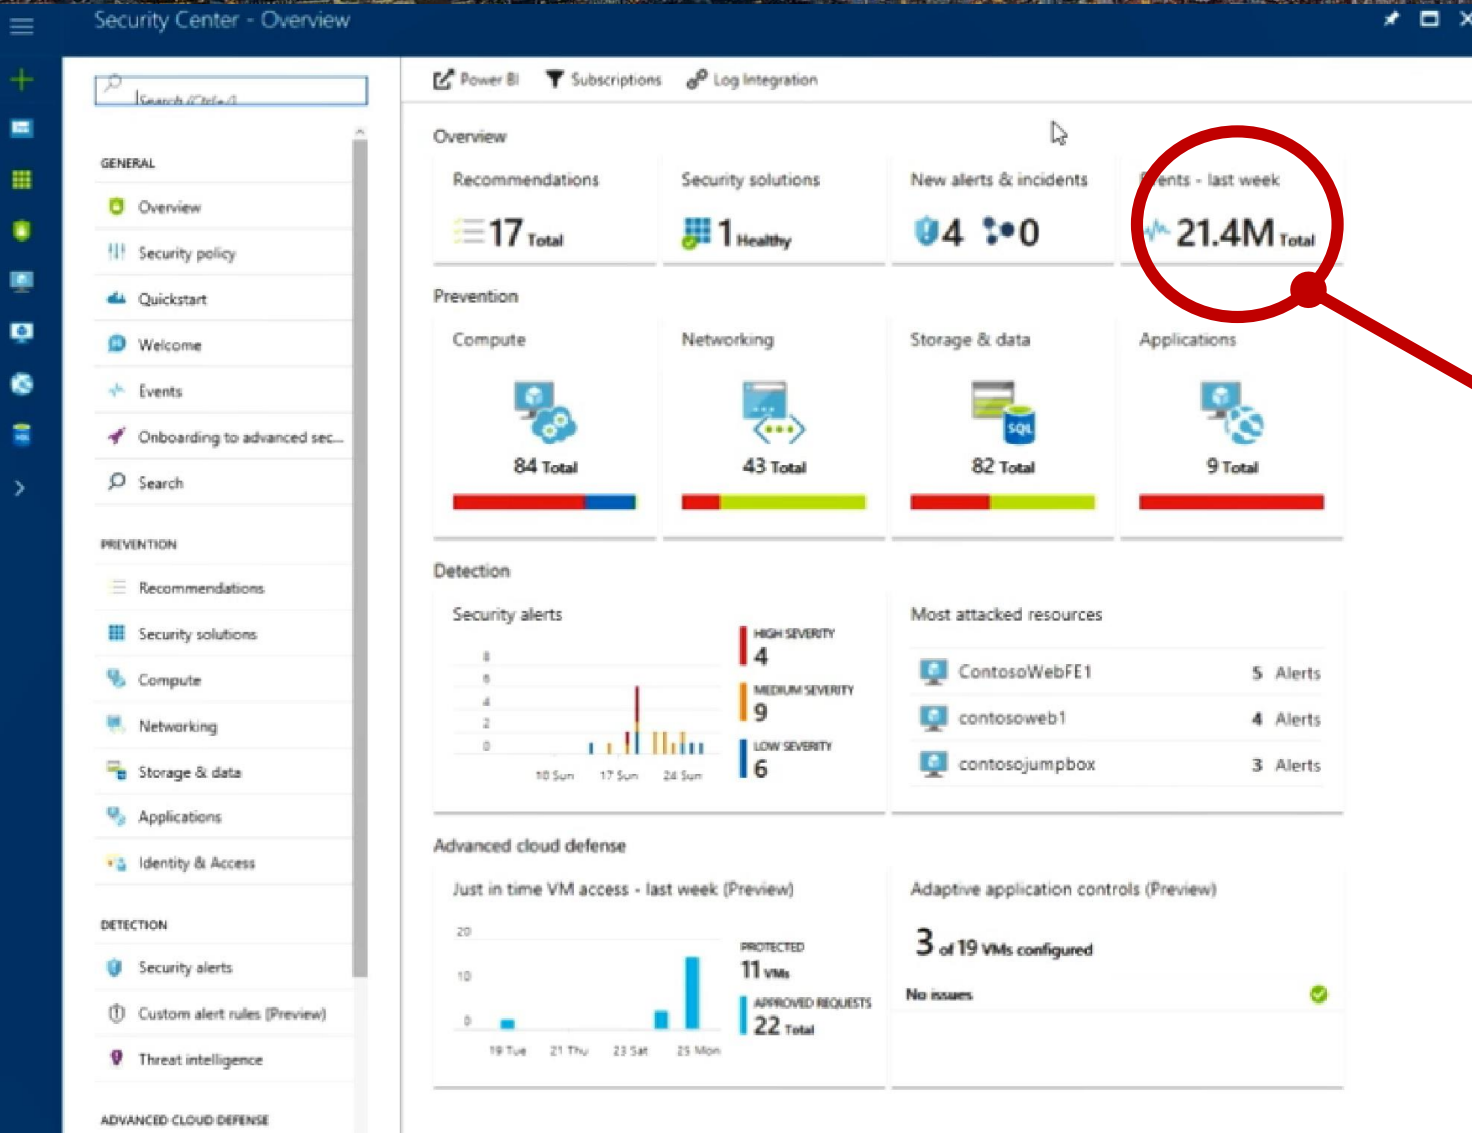 Security Center - Overview
Search (Ctrl+/)
Power BI
Subscriptions
Log Integration
GENERAL
Overview
Security policy
Quickstart
Welcome
Events
Onboarding to advanced sec...
Search
PREVENTION
Recommendations
Security solutions
Compute
Networking
Storage & data
Applications
Identity & Access
DETECTION
Security alerts
Custom alert rules (Preview)
Threat intelligence
ADVANCED CLOUD DEFENSE
Overview
Recommendations
17 Total
Security solutions
1 Healthy
New alerts & incidents
4 0
Events - last week
21.4M Total
Prevention
Compute
84 Total
Networking
43 Total
Storage & data
SQL
82 Total
Applications
9 Total
Detection
Security alerts
8
6
4
2
0
10 Sun
17 Sun
24 Sun
HIGH SEVERITY
4
MEDIUM SEVERITY
9
LOW SEVERITY
6
Most attacked resources
ContosoWebFE1 5 Alerts
contosoweb1 4 Alerts
contosojumpbox 3 Alerts
Advanced cloud defense
Just in time VM access - last week (Preview)
20
10
0
19 Tue
21 Thu
23 Sat
25 Mon
PROTECTED
11 VMs
APPROVED REQUESTS
22 Total
Adaptive application controls (Preview)
3 of 19 VMs configured
No issues